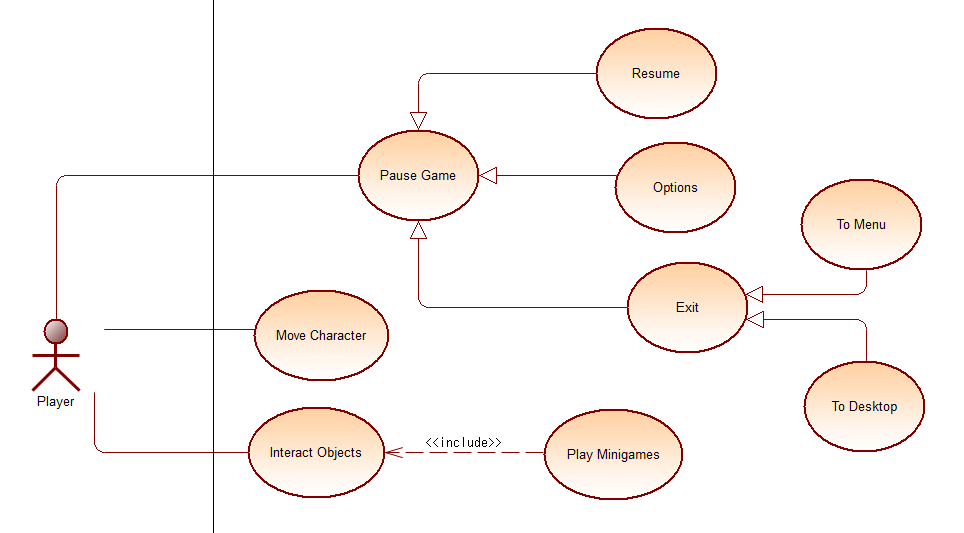 Resume
Pause Game
Options
To Menu
Exit
Move Character
Player
To Desktop
<<include>>
Interact Objects
Play Minigames